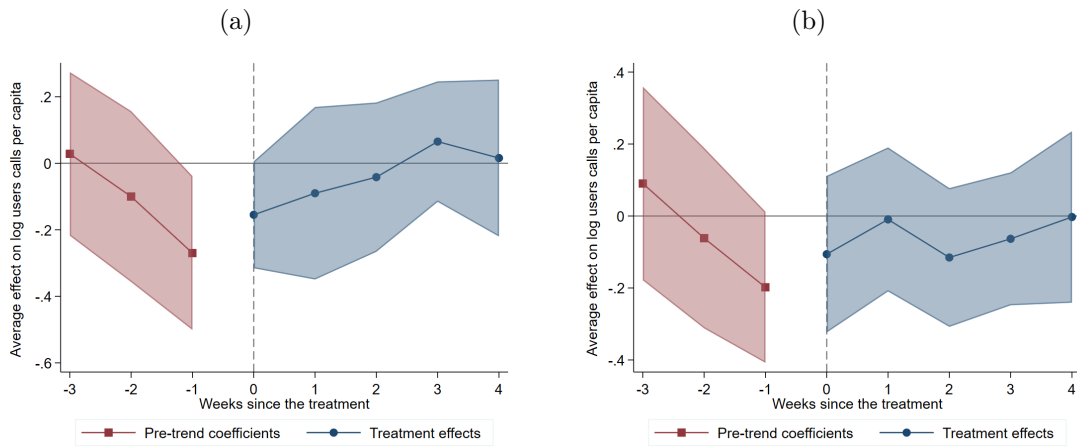 (a)
Average effect on log users calls per capita
.2
0
-.2
-.4
-.6
-3 -2 -1 0 1 2 3 4
Weeks since the treatment
Pre-trend coefficients Treatment effects
(b)
Average effect on log users calls per capita
.4
.2
0
-.2
-.4
-3 -2 -1 0 1 2 3 4
Weeks since the treatment
Pre-trend coefficients Treatment effects